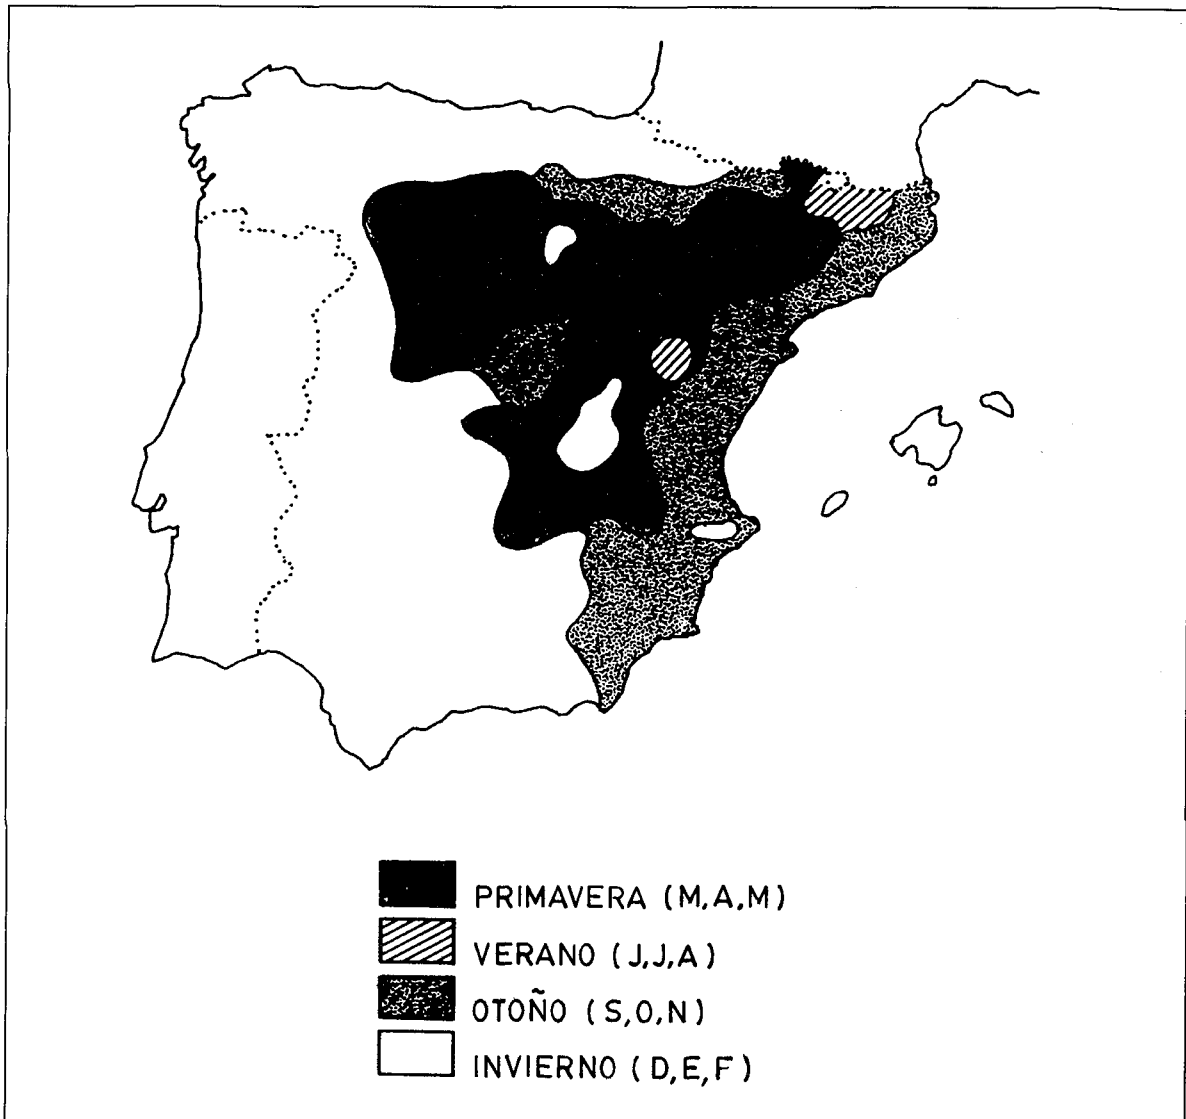 PRIMAVERA (M,A,M)
VERANO (J,J,A)
OTOÑO (S,O,N)
INVIERNO (D,E,F)